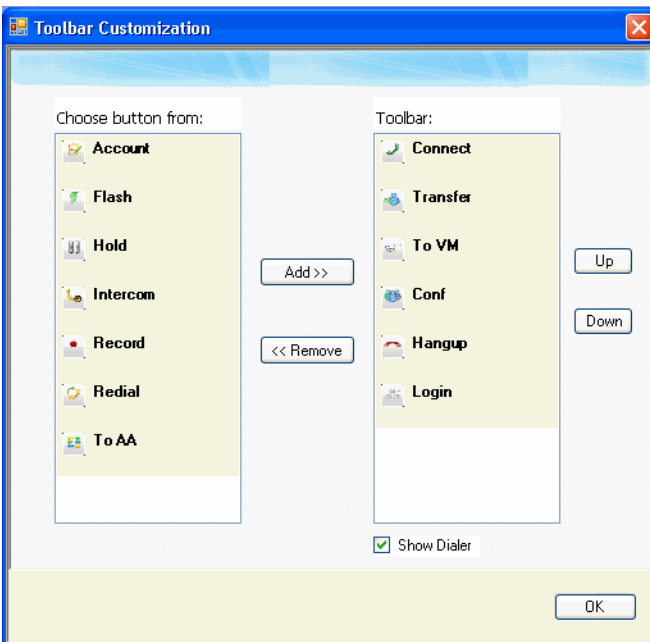 Toolbar Customization
Choose button from:
Account
Flash
Hold
Intercom
Record
Redial
To AA
Add >>
<< Remove
Toolbar:
Connect
Transfer
To VM
Conf
Hangup
Login
Show Dialer
Up
Down
OK